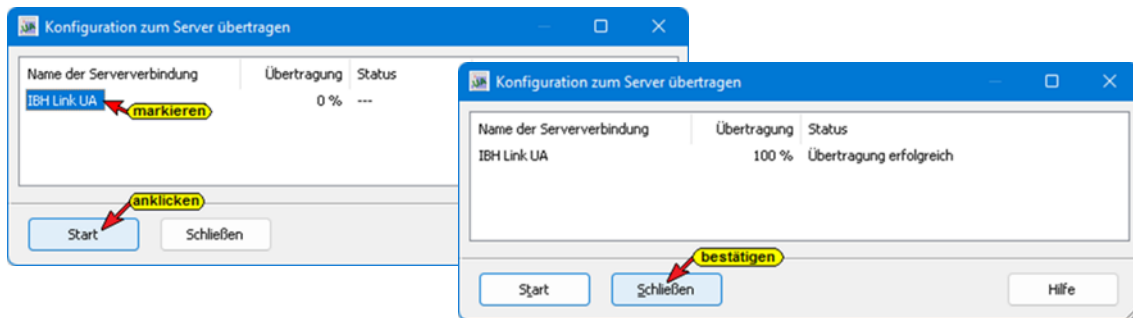 Konfiguration zum Server übertragen
Name der Serververbindung Übertragung Status
IBH Link UA 0 % ---
markieren
anklicken
Start Schließen
Konfiguration zum Server übertragen
Name der Serververbindung Übertragung Status
IBH Link UA 100 % Übertragung erfolgreich
bestätigen
Start Schließen Hilfe